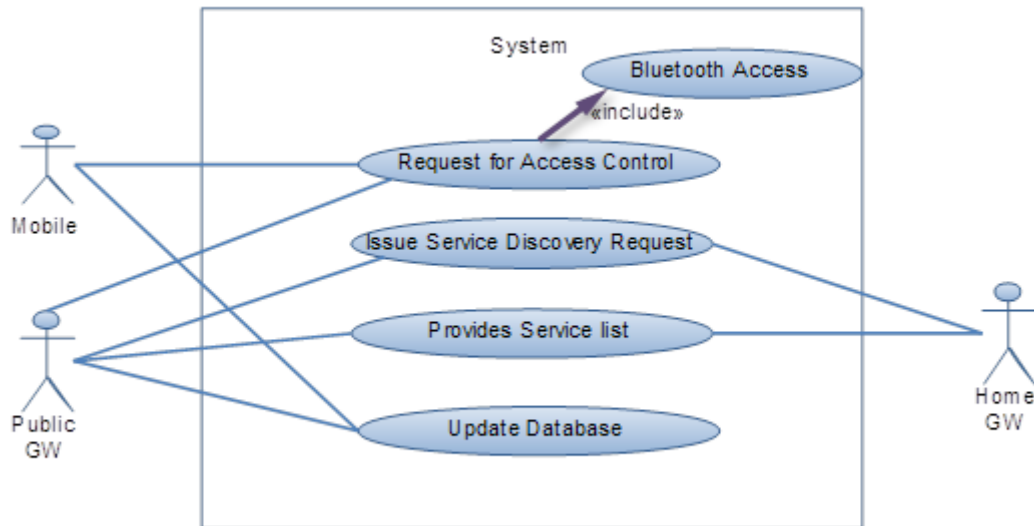 System
Bluetooth Access
«include»
Request for Access Control
Mobile
Issue Service Discovery Request
Provides Service list
Public
GW
Home
GW
Update Database